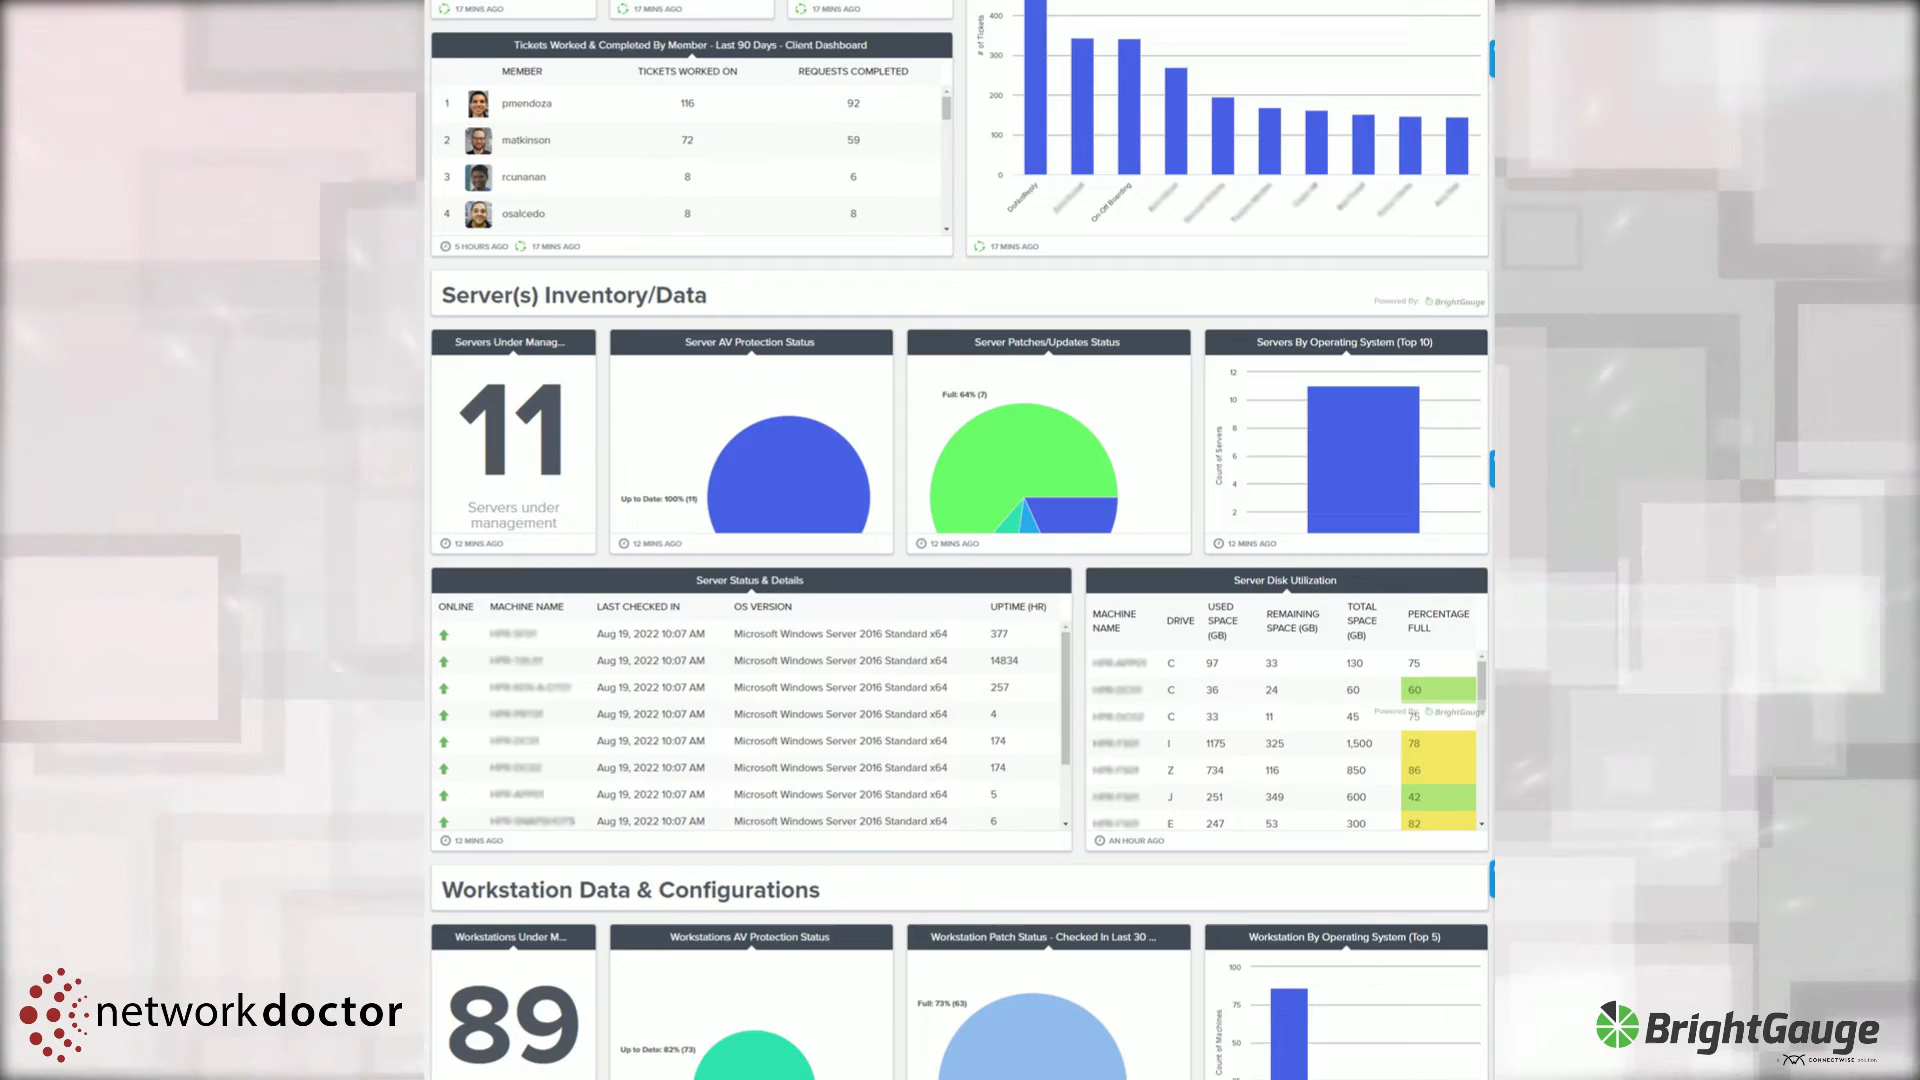 17 MINS AGO
17 MINS AGO
17 MINS AGO
Tickets Worked & Completed By Member - Last 90 Days - Client Dashboard
MEMBER TICKETS WORKED ON REQUESTS COMPLETED
1 pmendoza 116 92
2 matkinson 72 59
3 rcunanan 8 6
4 osalcedo 8 8
5 HOURS AGO 17 MINS AGO
# of Tickets
400
300
200
100
0
DoNotReply
On-Off Boarding
17 MINS AGO
Server(s) Inventory/Data
Powered By: BrightGauge
Servers Under Manag...
11
Servers under
management
12 MINS AGO
Server AV Protection Status
Up to Date: 100% (11)
12 MINS AGO
Server Patches/Updates Status
Full: 64% (7)
12 MINS AGO
Servers By Operating System (Top 10)
Count of Servers
12
10
8
6
4
2
12 MINS AGO
Server Status & Details
ONLINE MACHINE NAME LAST CHECKED IN OS VERSION UPTIME (HR)
Aug 19, 2022 10:07 AM Microsoft Windows Server 2016 Standard x64 377
Aug 19, 2022 10:07 AM Microsoft Windows Server 2016 Standard x64 14834
Aug 19, 2022 10:07 AM Microsoft Windows Server 2016 Standard x64 257
Aug 19, 2022 10:07 AM Microsoft Windows Server 2016 Standard x64 4
Aug 19, 2022 10:07 AM Microsoft Windows Server 2016 Standard x64 174
Aug 19, 2022 10:07 AM Microsoft Windows Server 2016 Standard x64 174
Aug 19, 2022 10:07 AM Microsoft Windows Server 2016 Standard x64 5
Aug 19, 2022 10:07 AM Microsoft Windows Server 2016 Standard x64 6
12 MINS AGO
Server Disk Utilization
MACHINE NAME DRIVE USED SPACE (GB) REMAINING SPACE (GB) TOTAL SPACE (GB) PERCENTAGE FULL
C 97 33 130 75
C 36 24 60 60
C 33 11 45 75
Powered By: BrightGauge
I 1175 325 1,500 78
Z 734 116 850 86
J 251 349 600 42
E 247 53 300 82
AN HOUR AGO
Workstation Data & Configurations
Workstations Under M...
89
Workstations AV Protection Status
Up to Date: 82% (73)
Workstation Patch Status - Checked In Last 30 ...
Full: 73% (63)
Workstation By Operating System (Top 5)
Count of Machines
100
75
50
networkdoctor
BrightGauge
a CONNECTWISE solution